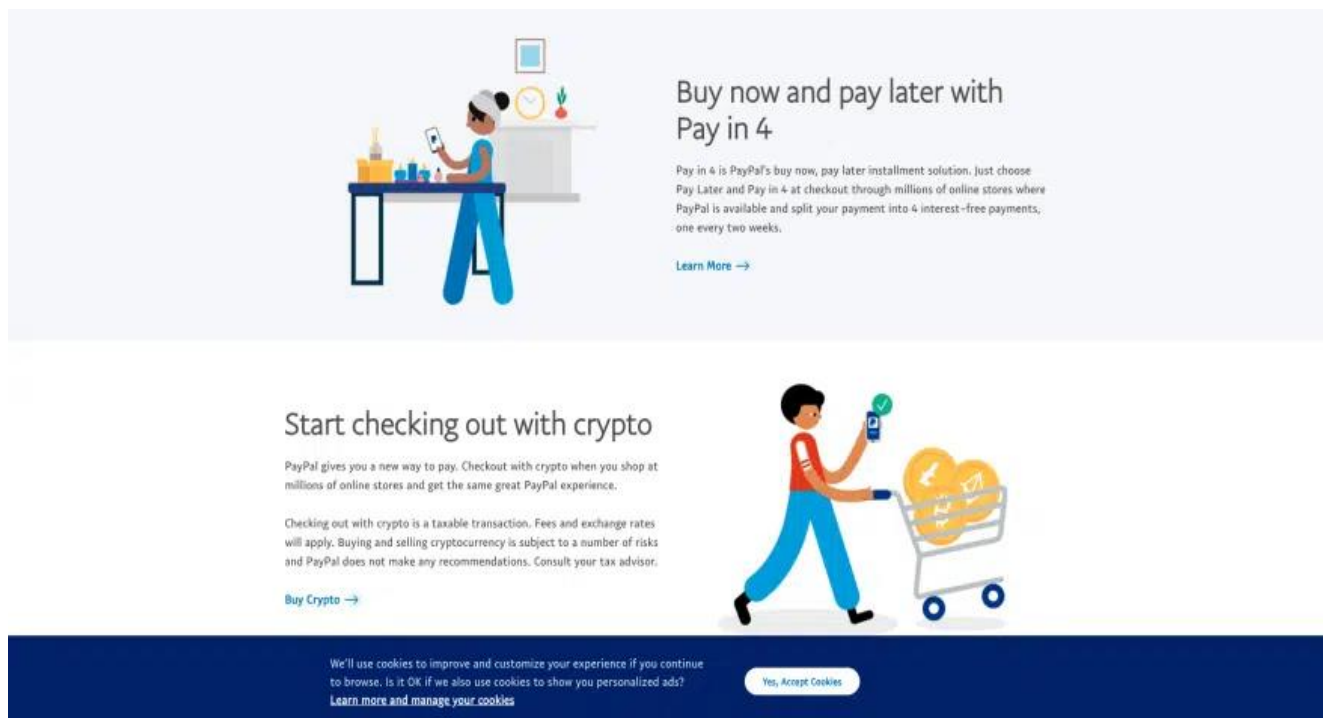 Buy now and pay later with
Pay in 4
Pay in 4 is PayPal's buy now, pay later installment solution. Just choose
Pay Later and Pay in 4 at checkout through millions of online stores where
PayPal is available and split your payment into 4 interest-free payments,
one every two weeks.
Learn More →
Start checking out with crypto
PayPal gives you a new way to pay. Checkout with crypto when you shop at
millions of online stores and get the same great PayPal experience.
Checking out with crypto is a taxable transaction. Fees and exchange rates
will apply. Buying and selling cryptocurrency is subject to a number of risks
and PayPal does not make any recommendations. Consult your tax advisor.
Buy Crypto →
We'll use cookies to improve and customize your experience if you continue
to browse. Is it OK if we also use cookies to show you personalized ads?
Learn more and manage your cookies
Yes, Accept Cookies